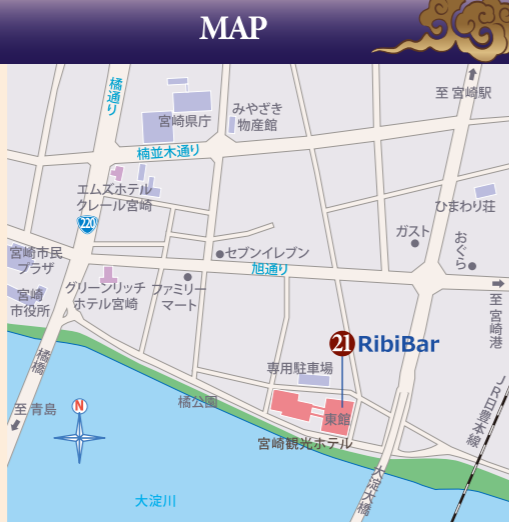 MAP
至 宮崎駅
橘通り
宮崎県庁
みやざき
物産館
楠並木通り
エムズホテル
クレール宮崎
220
ひまわり荘
ガスト
おぐら
宮崎市民
プラザ
セブンイレブン
旭通り
グリーンリッチ
ホテル宮崎
ファミリー
マート
宮崎
市役所
至 宮崎港
21 RibiBar
橘橋
専用駐車場
JR日豊本線
橘公園
東館
至 青島
N
宮崎観光ホテル
大淀大橋
大淀川